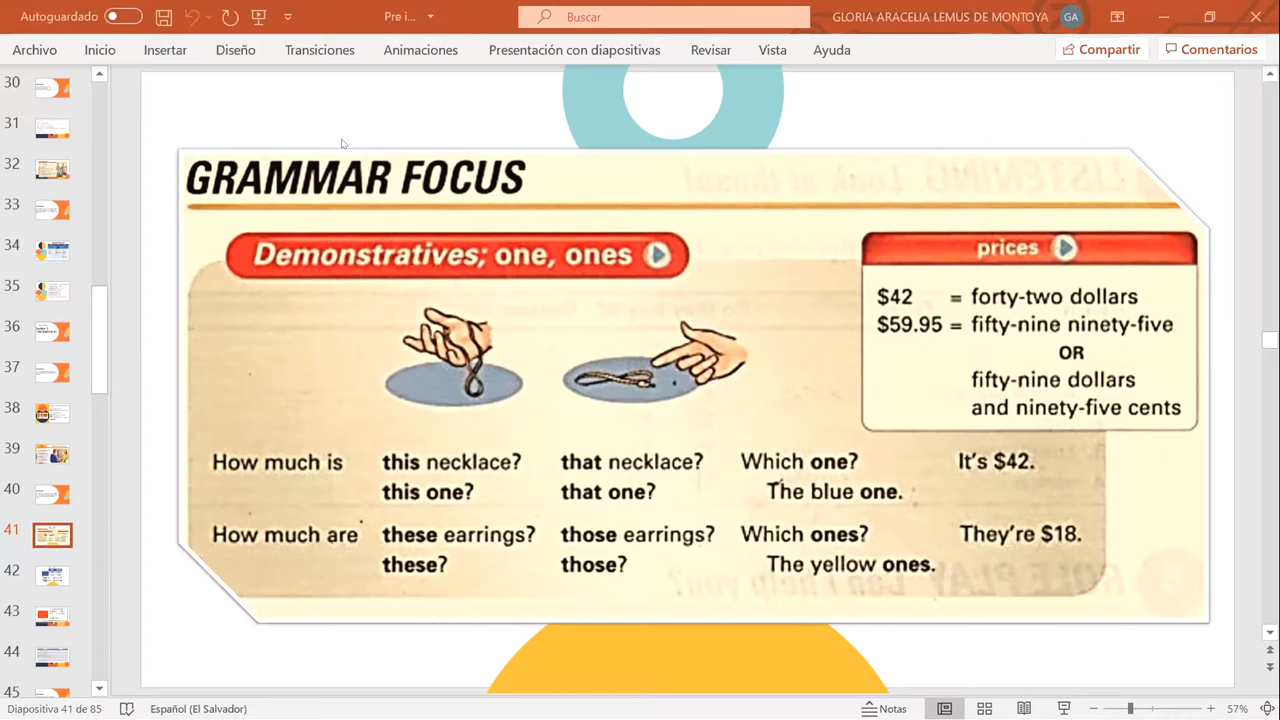 Autoguardado
Pre i...
Buscar
GLORIA ARACELIA LEMUS DE MONTOYA
GA
Archivo Inicio Insertar Diseño Transiciones Animaciones Presentación con diapositivas Revisar Vista Ayuda
Compartir
Comentarios
30
31
32
33
34
35
36
37
38
39
40
41
42
43
44
45
GRAMMAR FOCUS
Demonstratives; one, ones
prices
$42 = forty-two dollars
$59.95 = fifty-nine ninety-five
OR
fifty-nine dollars
and ninety-five cents
How much is this necklace? that necklace? Which one? It's $42.
this one? that one? The blue one.
How much are these earrings? those earrings? Which ones? They're $18.
these? those? The yellow ones.
Diapositiva 41 de 85
Español (El Salvador)
Notas
57%